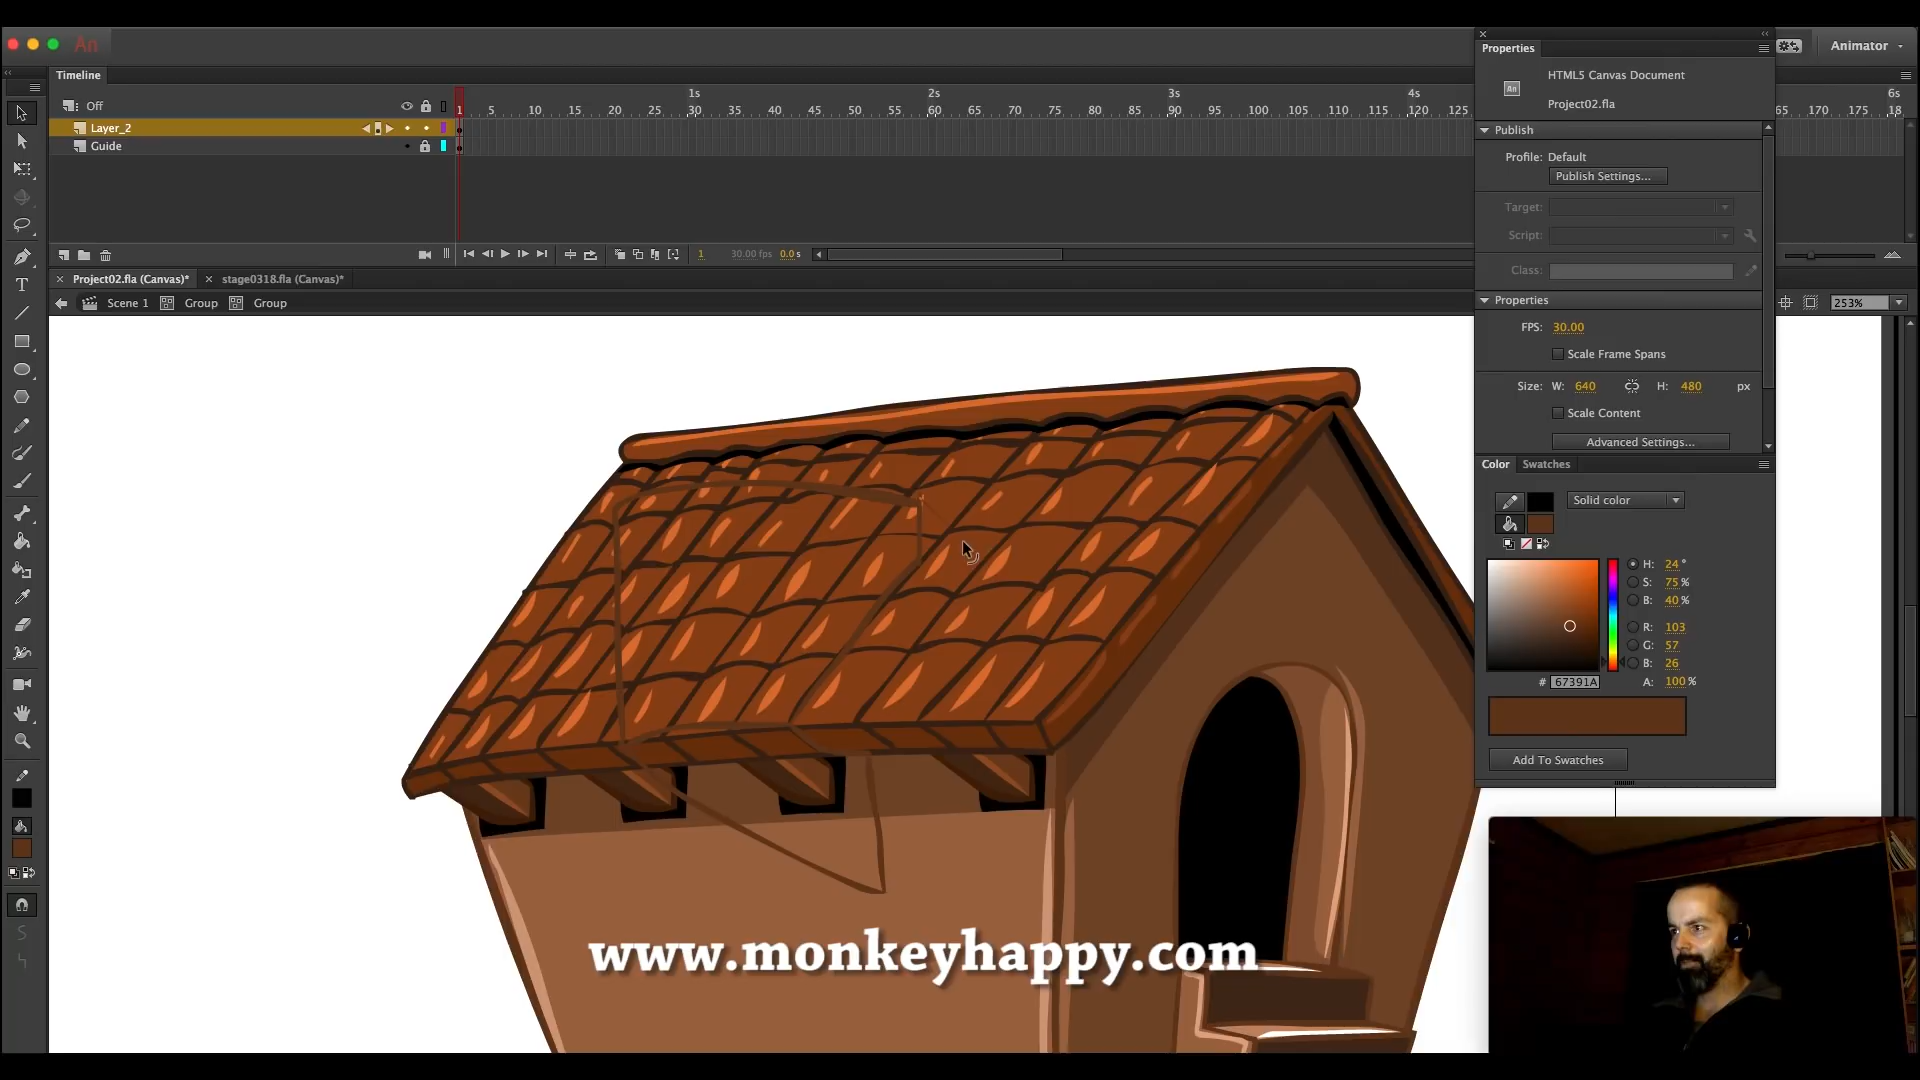 An
Animator
Timeline
Properties
HTML5 Canvas Document
Project02.fla
Off
1s 2s 3s 4s 6s
1 5 10 15 20 25 30 35 40 45 50 55 60 65 70 75 80 85 90 95 100 105 110 115 120 125 65 170 175 18
Layer_2
Guide
Publish
Profile: Default
Publish Settings...
Target:
Script:
Class:
1 30.00 fps 0.0 s
Project02.fla (Canvas)* stage0318.fla (Canvas)*
Scene 1 Group Group
253%
Properties
FPS: 30.00
Scale Frame Spans
Size: W: 640 H: 480 px
Scale Content
Advanced Settings...
Color Swatches
Solid color
H: 24 °
S: 75 %
B: 40 %
R: 103
G: 57
B: 26
# 67391A A: 100 %
Add To Swatches
www.monkeyhappy.com